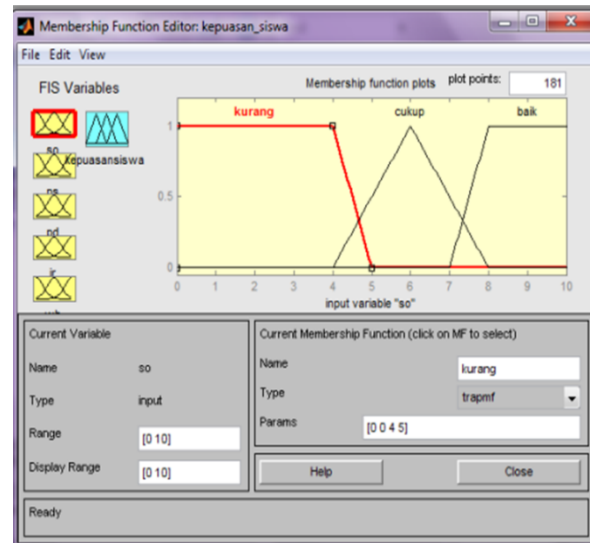 Membership Function Editor: kepuasan_siswa
File Edit View
FIS Variables
Membership function plots
plot points:
181
so
kepuasansiswa
ns
nd
ir
kurang
cukup
baik
1
0.5
0
0 1 2 3 4 5 6 7 8 9 10
input variable "so"
Current Variable
Name so
Type input
Range [0 10]
Display Range [0 10]
Current Membership Function (click on MF to select)
Name kurang
Type trapmf
Params [0 0 4 5]
Help
Close
Ready